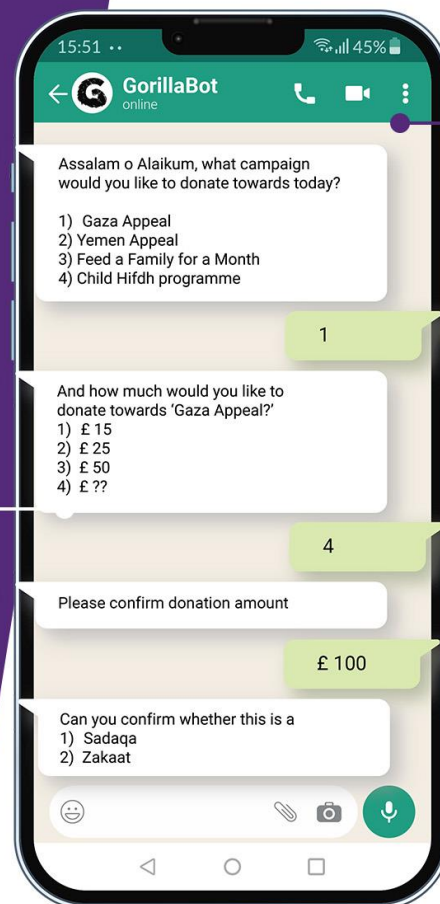 15:51
45%
GorillaBot
online
Assalam o Alaikum, what campaign
would you like to donate towards today?
1) Gaza Appeal
2) Yemen Appeal
3) Feed a Family for a Month
4) Child Hifdh programme
1
And how much would you like to
donate towards ‘Gaza Appeal?’
1) £ 15
2) £ 25
3) £ 50
4) £ ??
4
Please confirm donation amount
£ 100
Can you confirm whether this is a
1) Sadaqa
2) Zakaat